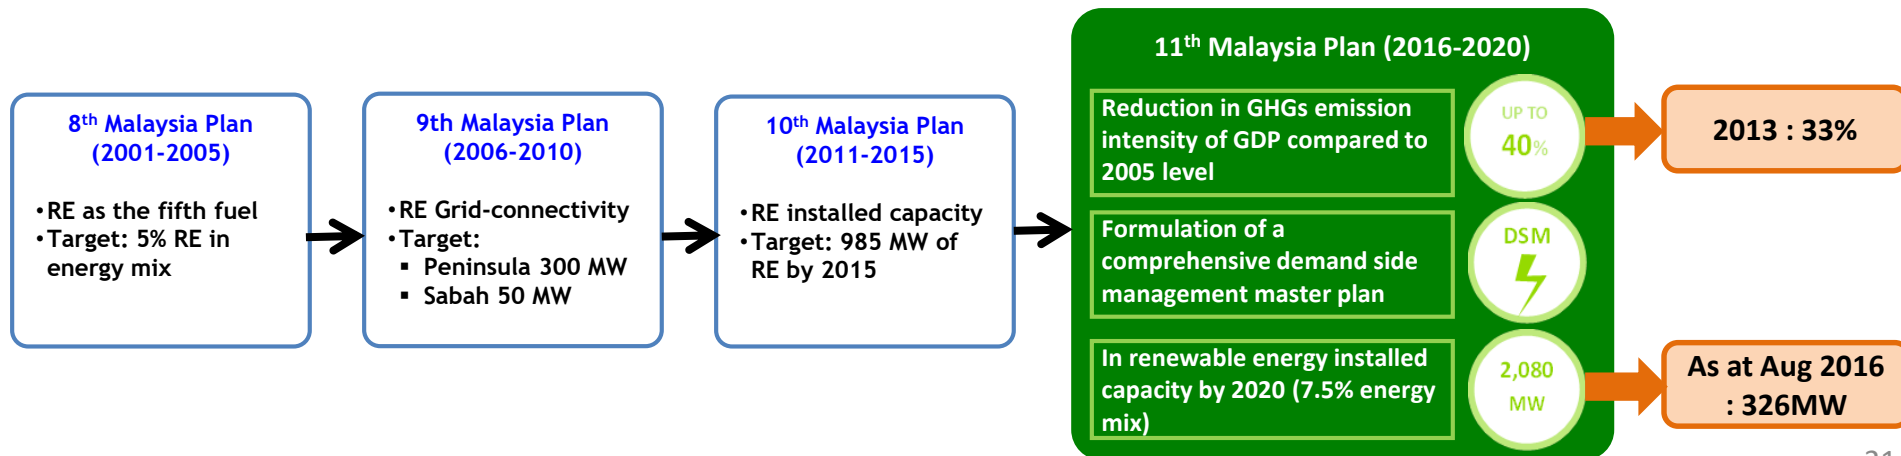 8th Malaysia Plan
(2001-2005)
•RE as the fifth fuel
•Target: 5% RE in
energy mix
9th Malaysia Plan
(2006-2010)
•RE Grid-connectivity
•Target:
▪ Peninsula 300 MW
▪ Sabah 50 MW
10th Malaysia Plan
(2011-2015)
•RE installed capacity
•Target: 985 MW of
RE by 2015
11th Malaysia Plan (2016-2020)
Reduction in GHGs emission
intensity of GDP compared to
2005 level
UP TO
40%
2013 : 33%
Formulation of a
comprehensive demand side
management master plan
DSM
In renewable energy installed
capacity by 2020 (7.5% energy
mix)
2,080
MW
As at Aug 2016
: 326MW